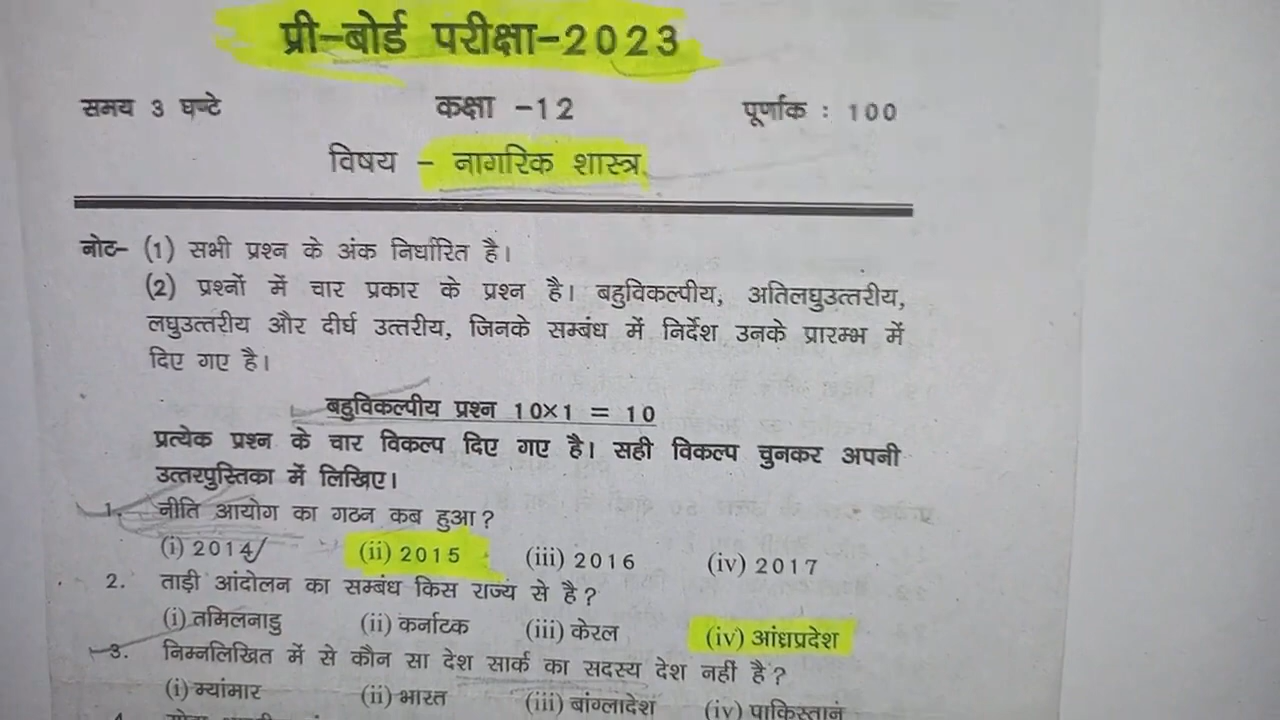 प्री-बोर्ड परीक्षा-2023
समय 3 घण्टे कक्षा -12 पूर्णाक : 100
विषय - नागरिक शास्त्र
नोट- (1) सभी प्रश्न के अंक निर्धारित है।
(2) प्रश्नों में चार प्रकार के प्रश्न है। बहुविकल्पीय, अतिलघुउत्तरीय,
लघुउत्तरीय और दीर्घ उत्तरीय, जिनके सम्बंध में निर्देश उनके प्रारम्भ में
दिए गए है।
बहुविकल्पीय प्रश्न 10×1 = 10
प्रत्येक प्रश्न के चार विकल्प दिए गए है। सही विकल्प चुनकर अपनी
उत्तरपुस्तिका में लिखिए।
1. नीति आयोग का गठन कब हुआ?
(i) 2014 (ii) 2015 (iii) 2016 (iv) 2017
2. ताड़ी आंदोलन का सम्बंध किस राज्य से है?
(i) तमिलनाडु (ii) कर्नाटक (iii) केरल (iv) आंध्रप्रदेश
3. निम्नलिखित में से कौन सा देश सार्क का सदस्य देश नहीं है?
(i) म्यांमार (ii) भारत (iii) बांग्लादेश (iv) पाकिस्तान